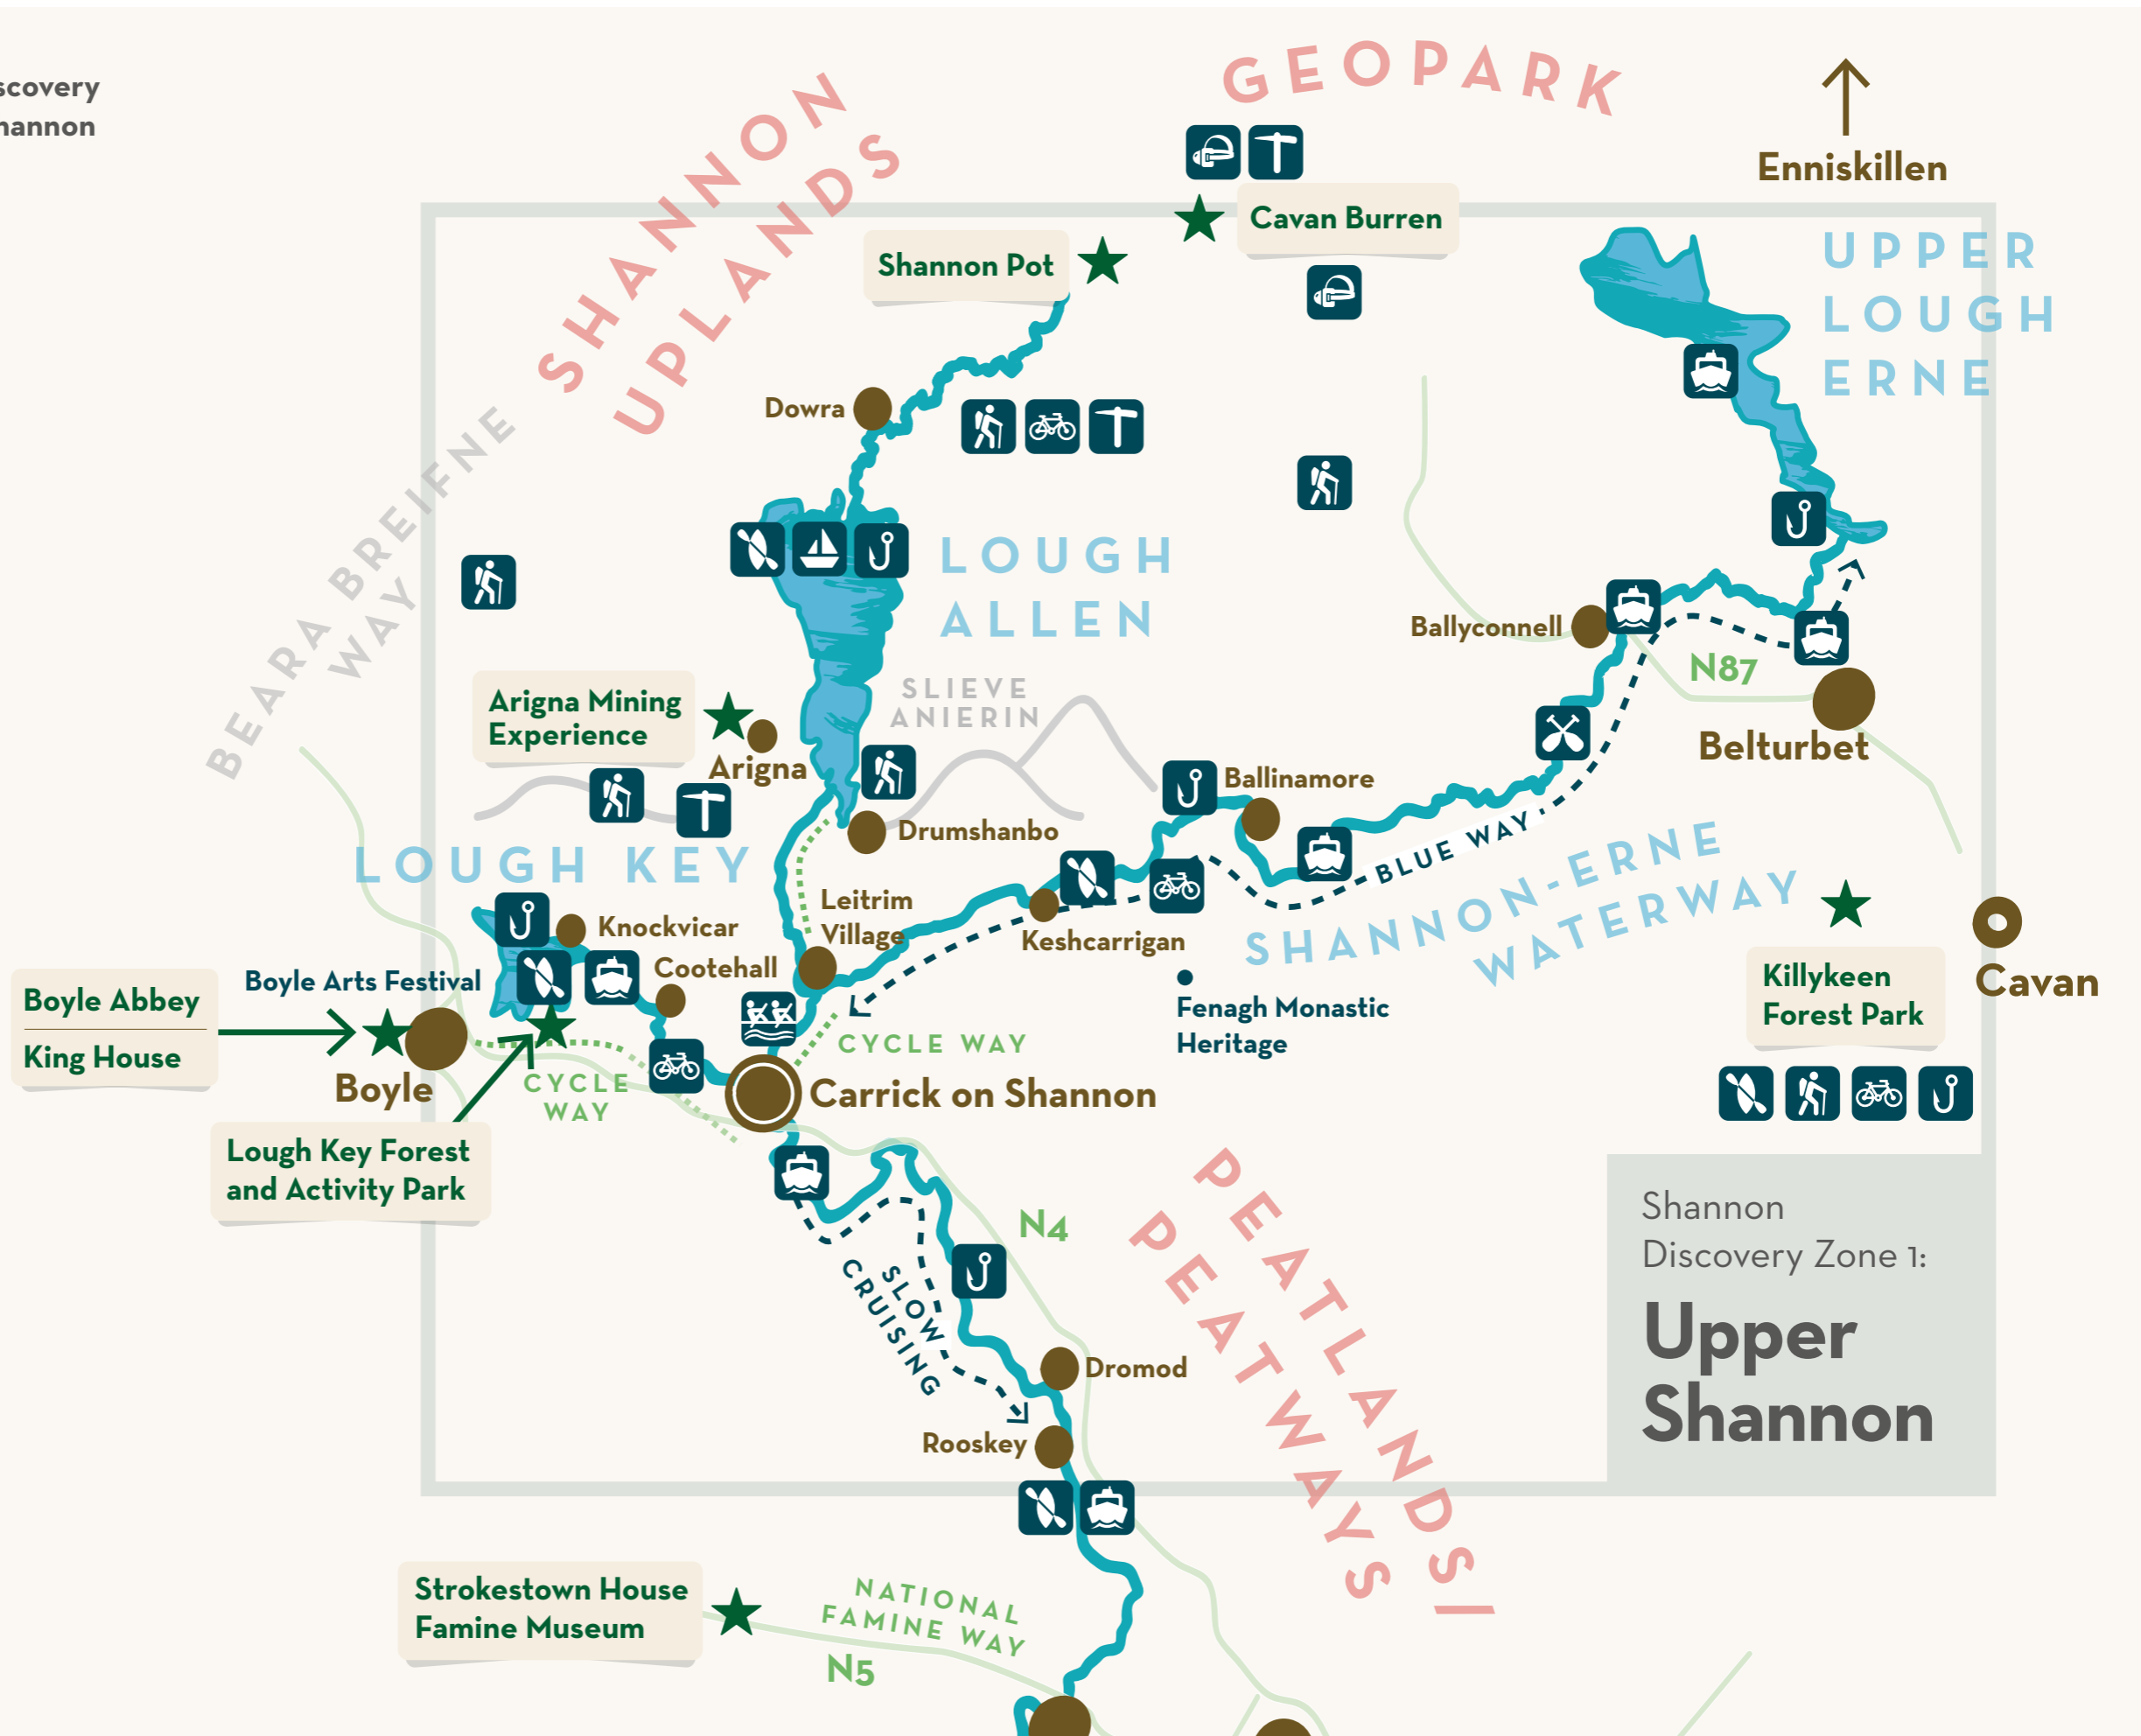 scovery
hannon
GEOPARK
SHANNON
UPLANDS
Enniskillen
Cavan Burren
Shannon Pot
UPPER
LOUGH
ERNE
Dowra
BEARA BREIFNE
WAY
LOUGH
ALLEN
Ballyconnell
N87
Belturbet
SLIEVE
ANIERIN
Arigna Mining
Experience
Arigna
Ballinamore
Drumshanbo
BLUE WAY
LOUGH KEY
SHANNON-ERNE
WATERWAY
Leitrim
Village
Knockvicar
Keshcarrigan
Cootehall
Boyle Arts Festival
Boyle Abbey
King House
Killykeen
Forest Park
Cavan
Fenagh Monastic
Heritage
CYCLE WAY
Boyle
CYCLE
WAY
Carrick on Shannon
Lough Key Forest
and Activity Park
N4
PEATLANDS/
PEATWAYS
SLOW
CRUISING
Shannon
Discovery Zone 1:
Upper
Shannon
Dromod
Rooskey
Strokestown House
Famine Museum
NATIONAL
FAMINE WAY
N5